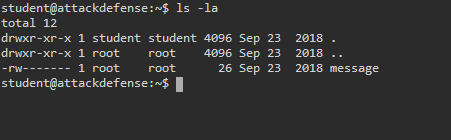 student@attackdefense:~$ ls -la
total 12
drwxr-xr-x 1 student student 4096 Sep 23  2018 .
drwxr-xr-x 1 root    root    4096 Sep 23  2018 ..
-rw------- 1 root    root      26 Sep 23  2018 message
student@attackdefense:~$